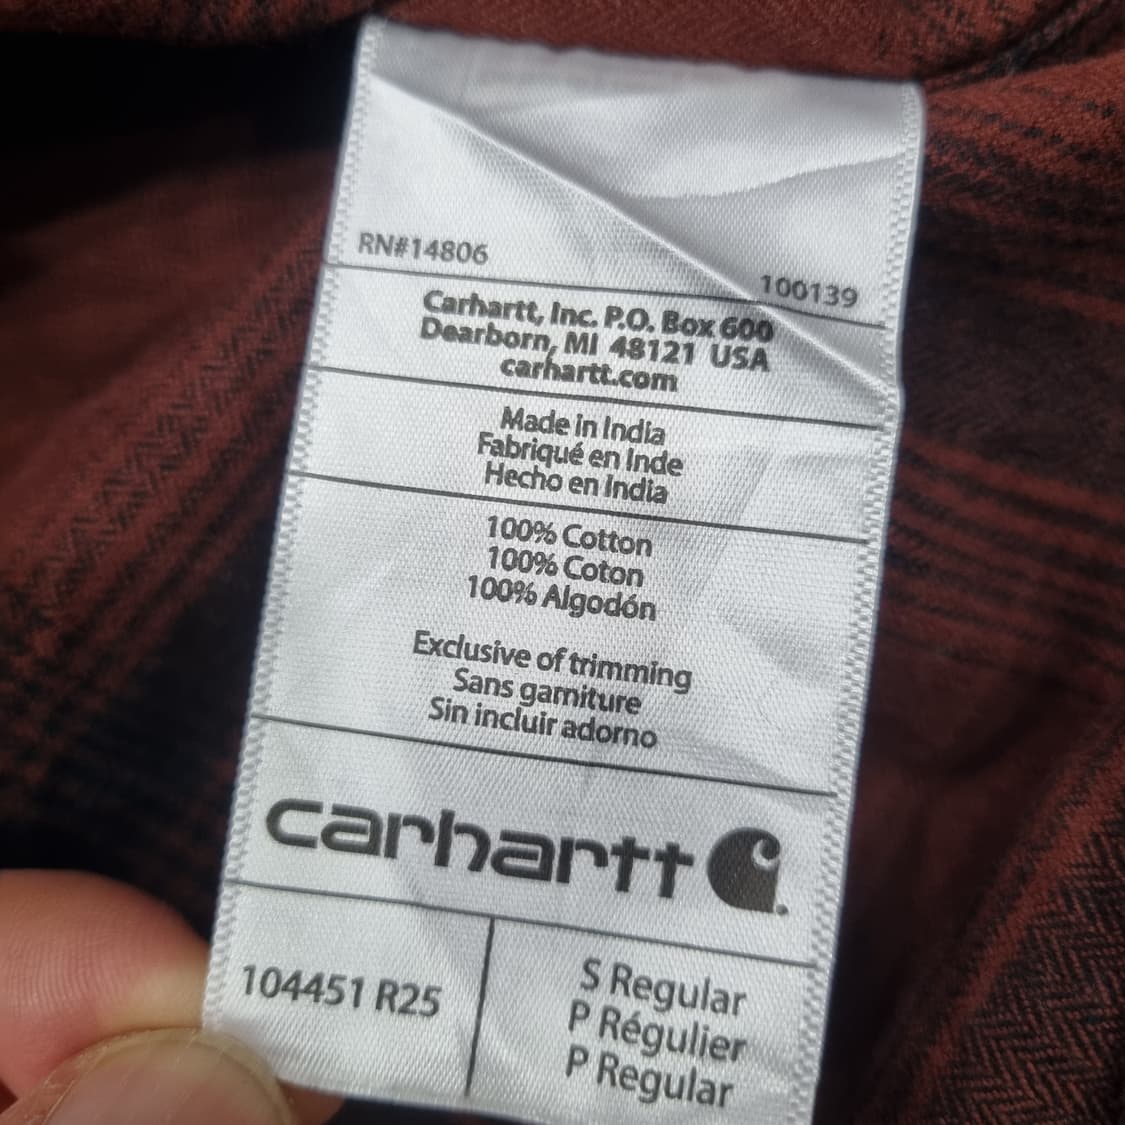 RN#14806
100139
Carhartt, Inc. P.O. Box 600
Dearborn, MI 48121 USA
carhartt.com
Made in India
Fabriqué en Inde
Hecho en India
100% Cotton
100% Coton
100% Algodón
Exclusive of trimming
Sans garniture
Sin incluir adorno
carhartt
104451 R25
S Regular
P Régulier
P Regular